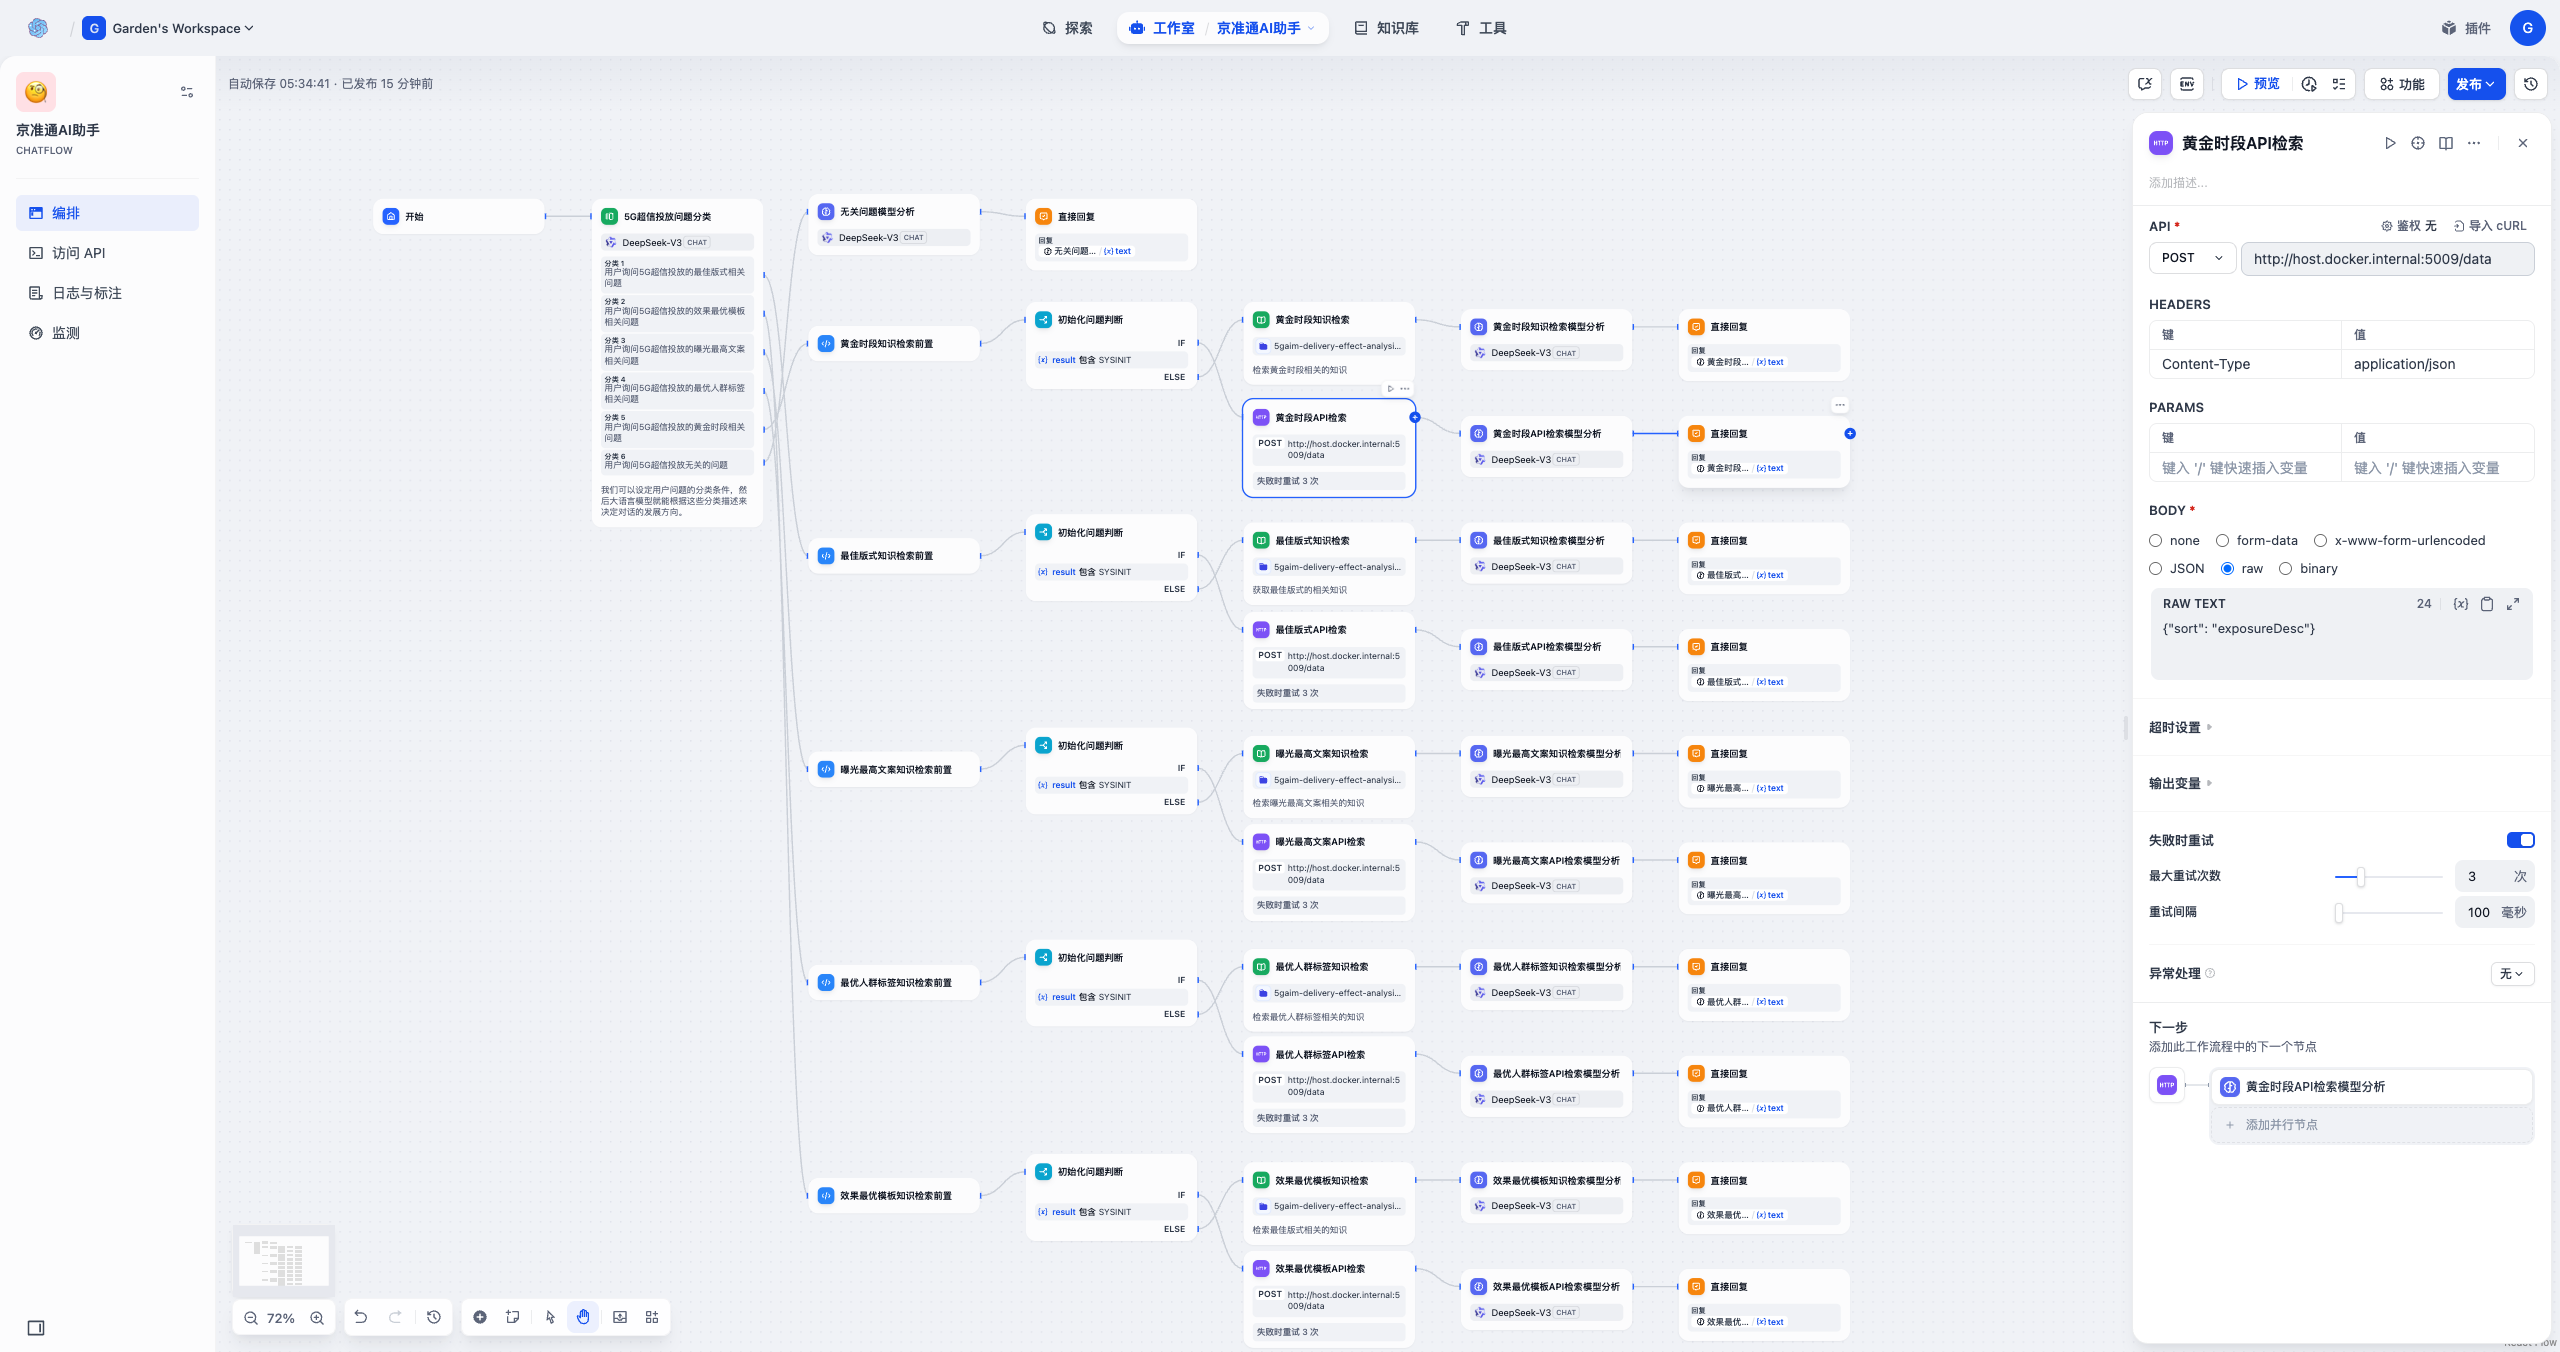 G Garden's Workspace
探索
工作室 / 京准通AI助手
知识库
工具
插件
G
京准通AI助手
CHATFLOW
编排
访问 API
日志与标注
监测
自动保存 05:34:41 · 已发布 15 分钟前
ENV
预览
功能
发布
开始
5G超信投放问题分类
DeepSeek-V3 CHAT
分类 1
用户询问5G超信投放的最佳版式相关
问题
分类 2
用户询问5G超信投放的效果最优模板
相关问题
分类 3
用户询问5G超信投放的曝光最高文案
相关问题
分类 4
用户询问5G超信投放的最优人群标签
相关问题
分类 5
用户询问5G超信投放的黄金时段相关
问题
分类 6
用户询问5G超信投放无关的问题
我们可以设定用户问题的分类条件，然
后大语言模型就能根据这些分类描述来
决定对话的发展方向。
无关问题模型分析
DeepSeek-V3 CHAT
直接回复
回复
无关问题... / {x} text
黄金时段知识检索前置
初始化问题判断
IF
{x} result 包含 SYSINIT
ELSE
黄金时段知识检索
5gaim-delivery-effect-analysi...
检索黄金时段相关的知识
黄金时段知识检索模型分析
DeepSeek-V3 CHAT
直接回复
回复
黄金时段... / {x} text
黄金时段API检索
POST http://host.docker.internal:5
009/data
失败时重试 3 次
黄金时段API检索模型分析
DeepSeek-V3 CHAT
直接回复
回复
黄金时段... / {x} text
最佳版式知识检索前置
初始化问题判断
IF
{x} result 包含 SYSINIT
ELSE
最佳版式知识检索
5gaim-delivery-effect-analysi...
获取最佳版式的相关知识
最佳版式知识检索模型分析
DeepSeek-V3 CHAT
直接回复
回复
最佳版式... / {x} text
最佳版式API检索
POST http://host.docker.internal:5
009/data
失败时重试 3 次
最佳版式API检索模型分析
DeepSeek-V3 CHAT
直接回复
回复
最佳版式... / {x} text
曝光最高文案知识检索前置
初始化问题判断
IF
{x} result 包含 SYSINIT
ELSE
曝光最高文案知识检索
5gaim-delivery-effect-analysi...
检索曝光最高文案相关的知识
曝光最高文案知识检索模型分析
DeepSeek-V3 CHAT
直接回复
回复
曝光最高... / {x} text
曝光最高文案API检索
POST http://host.docker.internal:5
009/data
失败时重试 3 次
曝光最高文案API检索模型分析
DeepSeek-V3 CHAT
直接回复
回复
曝光最高... / {x} text
最优人群标签知识检索前置
初始化问题判断
IF
{x} result 包含 SYSINIT
ELSE
最优人群标签知识检索
5gaim-delivery-effect-analysi...
检索最优人群标签相关的知识
最优人群标签知识检索模型分析
DeepSeek-V3 CHAT
直接回复
回复
最优人群... / {x} text
最优人群标签API检索
POST http://host.docker.internal:5
009/data
失败时重试 3 次
最优人群标签API检索模型分析
DeepSeek-V3 CHAT
直接回复
回复
最优人群... / {x} text
效果最优模板知识检索前置
初始化问题判断
IF
{x} result 包含 SYSINIT
ELSE
效果最优模板知识检索
5gaim-delivery-effect-analysi...
检索最佳版式相关的知识
效果最优模板知识检索模型分析
DeepSeek-V3 CHAT
直接回复
回复
效果最优... / {x} text
效果最优模板API检索
POST http://host.docker.internal:5
009/data
失败时重试 3 次
效果最优模板API检索模型分析
DeepSeek-V3 CHAT
直接回复
回复
效果最优... / {x} text
72%
HTTP 黄金时段API检索
添加描述...
API *
鉴权 无
导入 cURL
POST
http://host.docker.internal:5009/data
HEADERS
键 值
Content-Type application/json
PARAMS
键 值
键入 '/' 键快速插入变量 键入 '/' 键快速插入变量
BODY *
none form-data x-www-form-urlencoded
JSON raw binary
RAW TEXT 24 {x}
{"sort": "exposureDesc"}
超时设置
输出变量
失败时重试
最大重试次数 3 次
重试间隔 100 毫秒
异常处理 无
下一步
添加此工作流程中的下一个节点
HTTP 黄金时段API检索模型分析
+ 添加并行节点